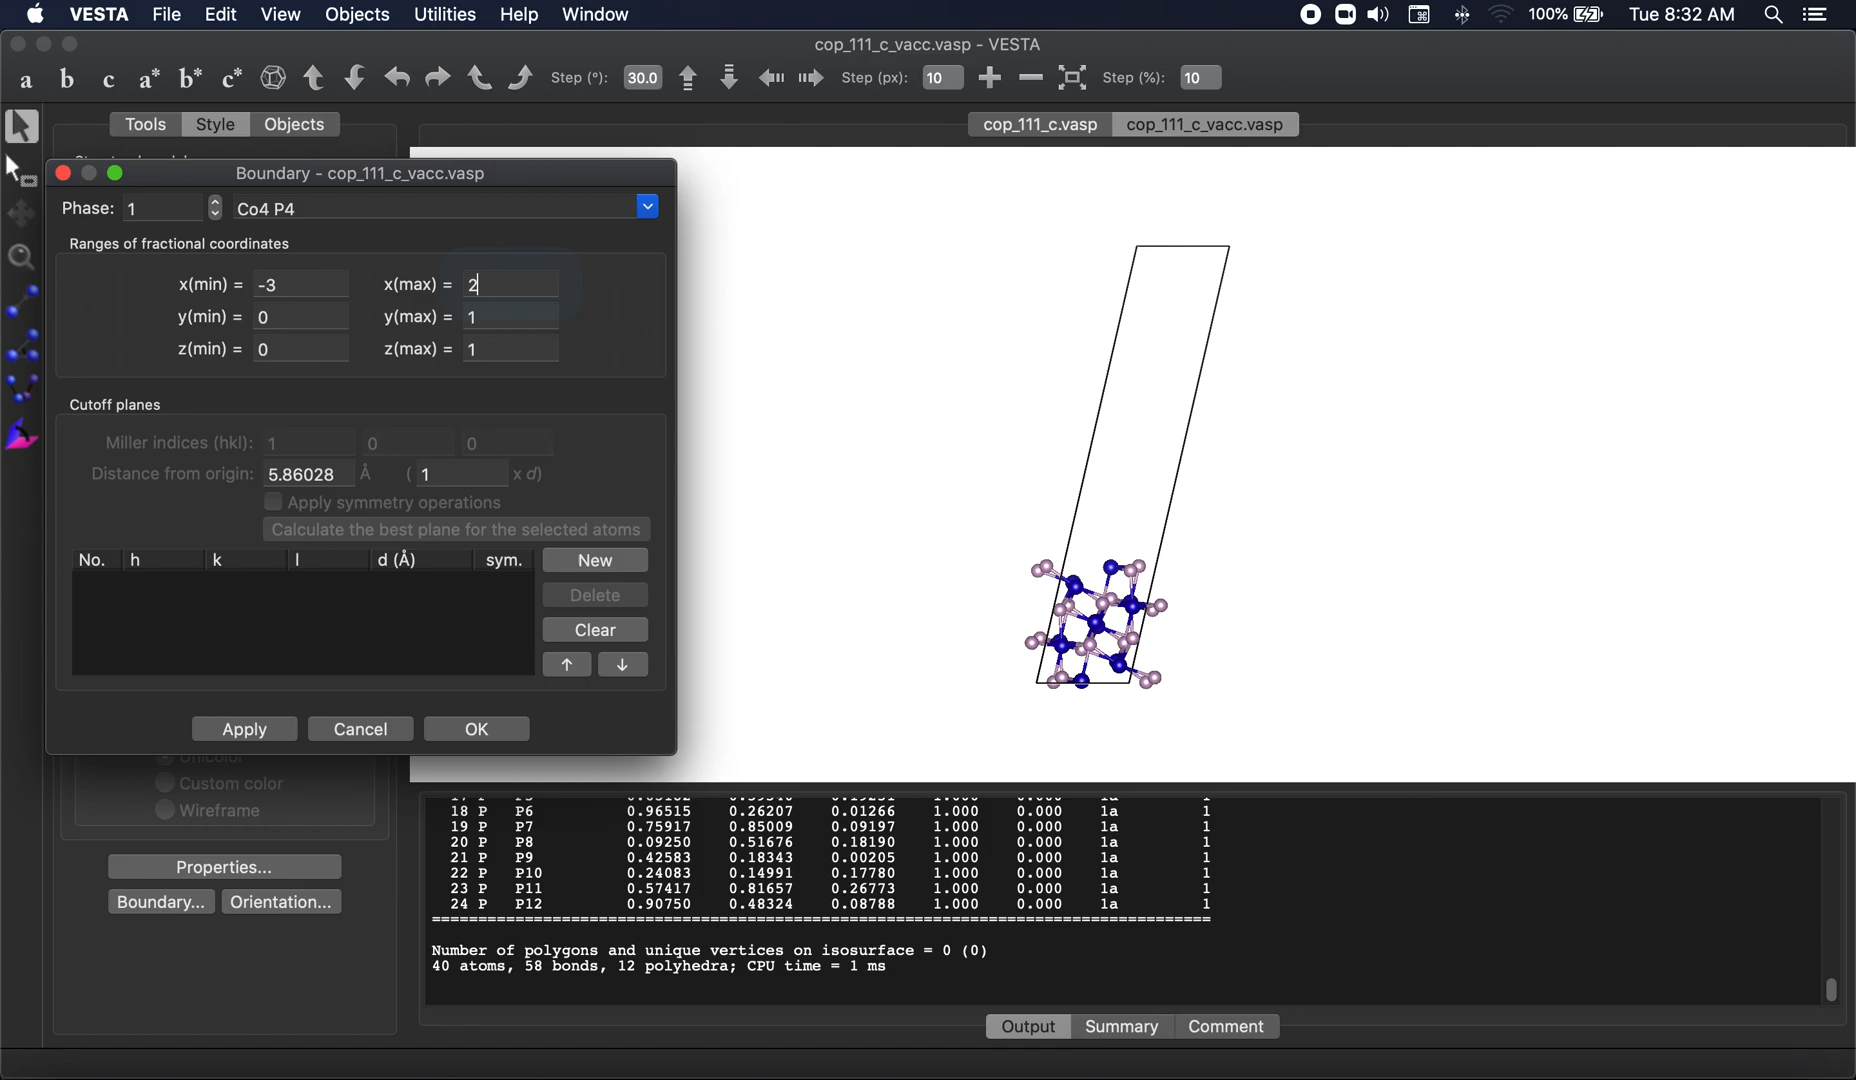 VESTA File Edit View Objects Utilities Help Window 100% Tue 8:32 AM
cop_111_c_vacc.vasp - VESTA
a b c a* b* c* Step (°): 30.0 Step (px): 10 Step (%): 10
Tools Style Objects
cop_111_c.vasp cop_111_c_vacc.vasp
Boundary - cop_111_c_vacc.vasp
Phase: 1 Co4 P4
Ranges of fractional coordinates
x(min) = -3 x(max) = 2
y(min) = 0 y(max) = 1
z(min) = 0 z(max) = 1
Cutoff planes
Miller indices (hkl): 1 0 0
Distance from origin: 5.86028 Å ( 1 x d)
Apply symmetry operations
Calculate the best plane for the selected atoms
No. h k l d (Å) sym. New
Delete
Clear
↑ ↓
Apply Cancel OK
Unicolor
Custom color
Wireframe
Properties...
Boundary... Orientation...
18 P P6 0.96515 0.26207 0.01266 1.000 0.000 1a 1
19 P P7 0.75917 0.85009 0.09197 1.000 0.000 1a 1
20 P P8 0.09250 0.51676 0.18190 1.000 0.000 1a 1
21 P P9 0.42583 0.18343 0.00205 1.000 0.000 1a 1
22 P P10 0.24083 0.14991 0.17780 1.000 0.000 1a 1
23 P P11 0.57417 0.81657 0.26773 1.000 0.000 1a 1
24 P P12 0.90750 0.48324 0.08788 1.000 0.000 1a 1
Number of polygons and unique vertices on isosurface = 0 (0)
40 atoms, 58 bonds, 12 polyhedra; CPU time = 1 ms
Output Summary Comment